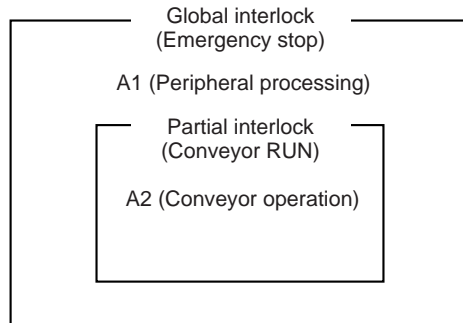 Global interlock
(Emergency stop)
A1 (Peripheral processing)
Partial interlock
(Conveyor RUN)
A2 (Conveyor operation)